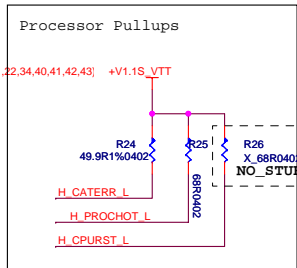 Processor Pullups
,22,34,40,41,42,43] +V1.1S_VTT
R24 R25 R26
49.9R1%0402 68R0402 X_68R040
NO_STU
H_CATERR_L
H_PROCHOT_L
H_CPURST_L